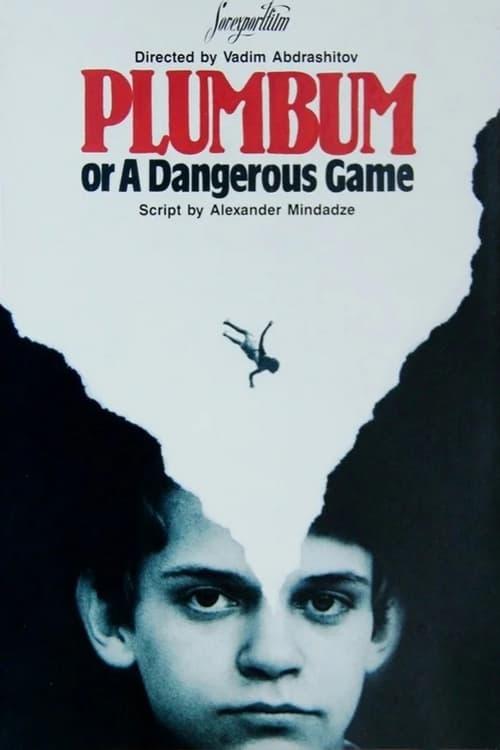 Sovexportfilm
Directed by Vadim Abdrashitov
PLUMBUM
or A Dangerous Game
Script by Alexander Mindadze